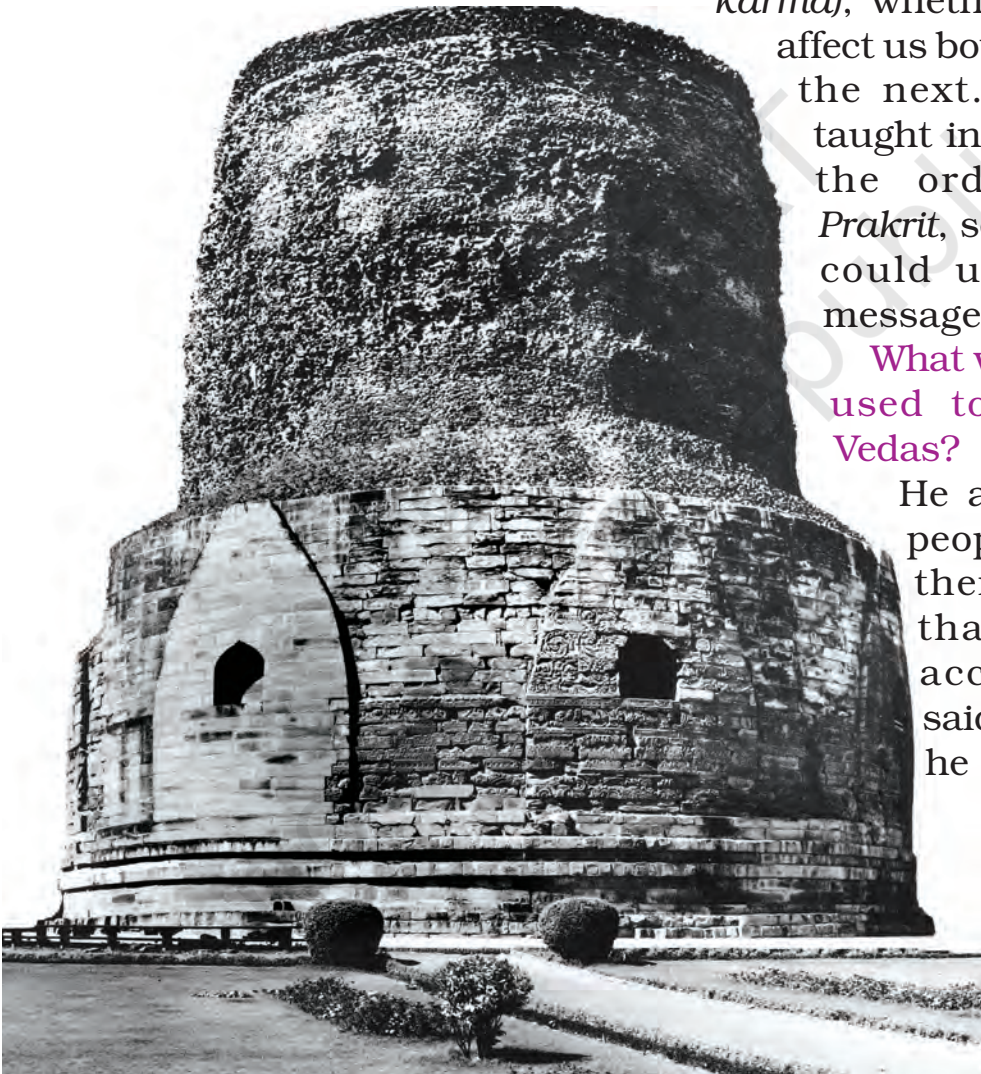 karma), wheth
affect us bo
the next.
taught in
the ord
Prakrit, s
could u
message
What w
used to
Vedas?
He a
peop
the
tha
acc
said
he